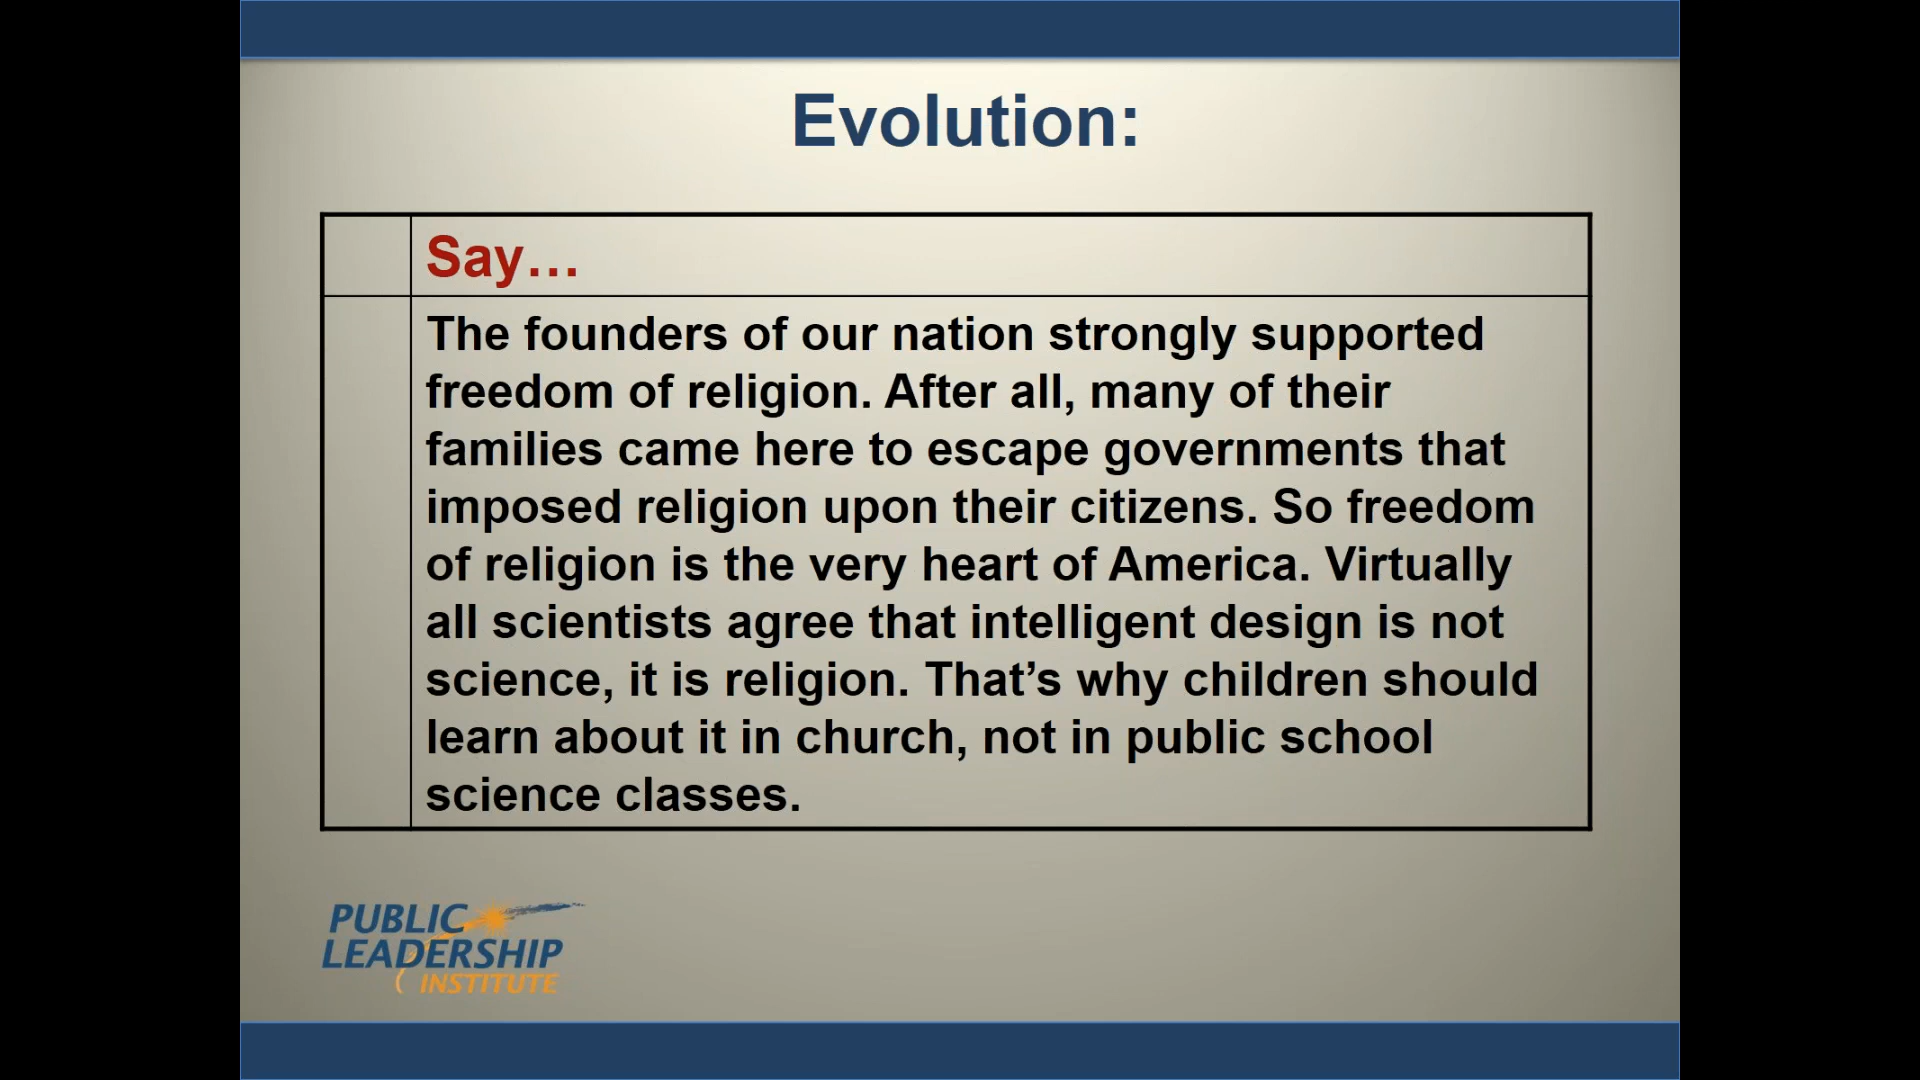 Evolution:
Say…
The founders of our nation strongly supported
freedom of religion. After all, many of their
families came here to escape governments that
imposed religion upon their citizens. So freedom
of religion is the very heart of America. Virtually
all scientists agree that intelligent design is not
science, it is religion. That’s why children should
learn about it in church, not in public school
science classes.
PUBLIC
LEADERSHIP
INSTITUTE